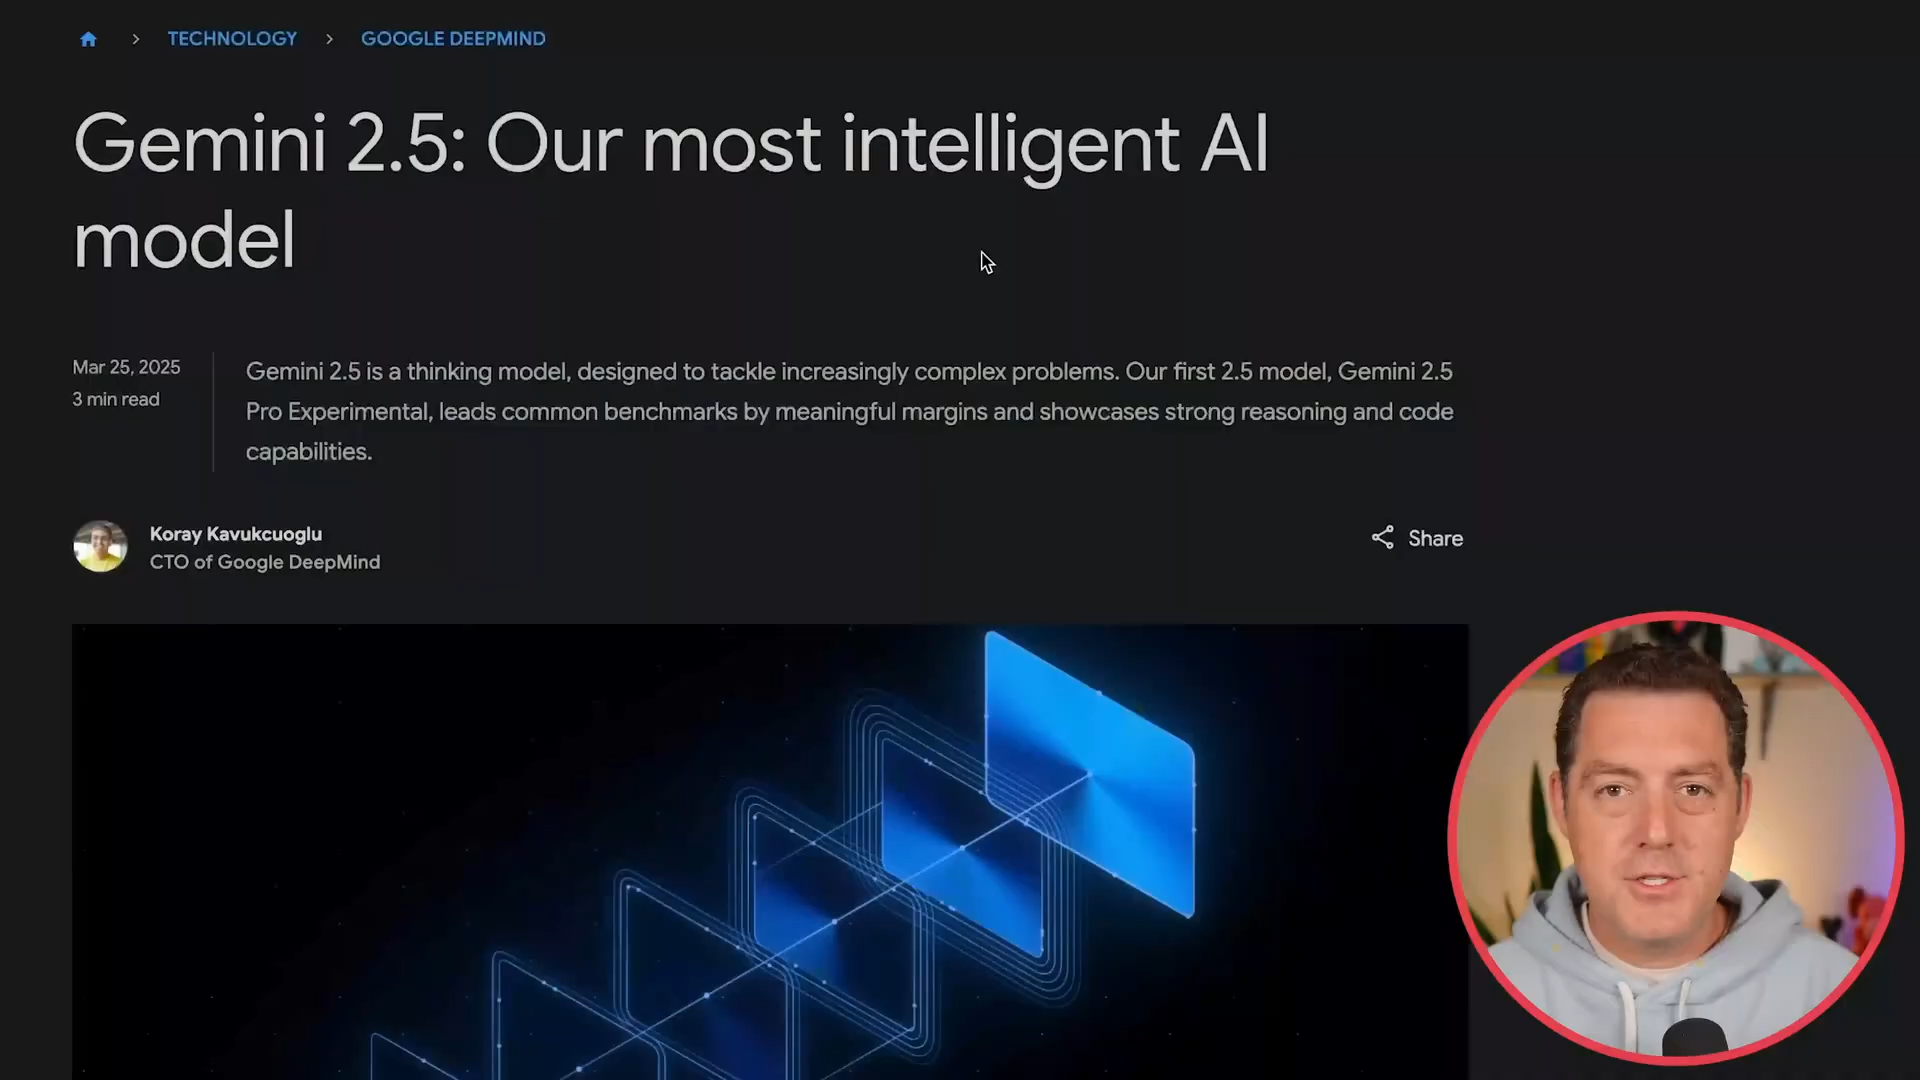 TECHNOLOGY > GOOGLE DEEPMIND
Gemini 2.5: Our most intelligent AI
model
Mar 25, 2025
3 min read
Gemini 2.5 is a thinking model, designed to tackle increasingly complex problems. Our first 2.5 model, Gemini 2.5
Pro Experimental, leads common benchmarks by meaningful margins and showcases strong reasoning and code
capabilities.
Koray Kavukcuoglu
CTO of Google DeepMind
Share